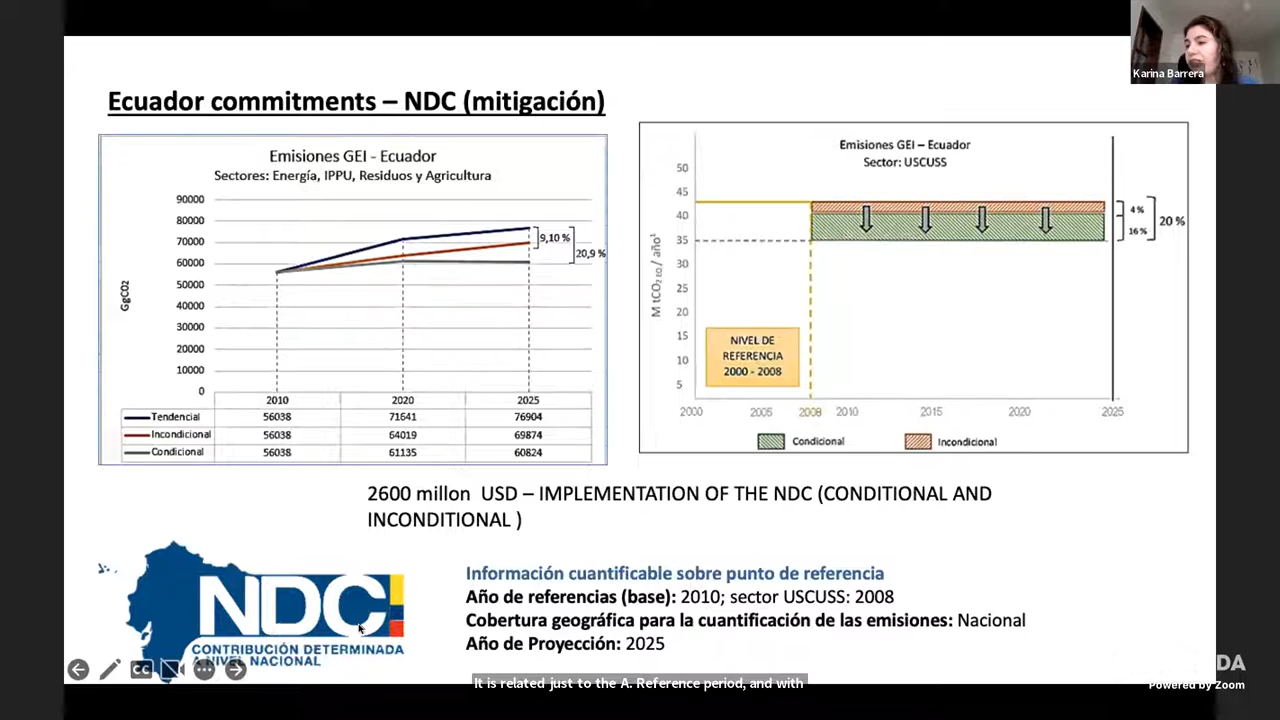 Karina Barrera
Ecuador commitments – NDC (mitigación)
Emisiones GEI - Ecuador
Sectores: Energía, IPPU, Residuos y Agricultura
90000
80000
70000
60000
50000
40000
30000
20000
10000
0
GgCO2
9,10 %
20,9 %
2010 2020 2025
Tendencial 56038 71641 76904
Incondicional 56038 64019 69874
Condicional 56038 61135 60824
Emisiones GEI – Ecuador
Sector: USCUSS
50
45
40
35
30
25
20
15
10
5
M tCO2 EQ / año¹
4 %
16 %
20 %
NIVEL DE
REFERENCIA
2000 - 2008
2000 2005 2008 2010 2015 2020 2025
Condicional Incondicional
2600 millon USD – IMPLEMENTATION OF THE NDC (CONDITIONAL AND
INCONDITIONAL )
NDC
CONTRIBUCIÓN DETERMINADA
A NIVEL NACIONAL
Información cuantificable sobre punto de referencia
Año de referencias (base): 2010; sector USCUSS: 2008
Cobertura geográfica para la cuantificación de las emisiones: Nacional
Año de Proyección: 2025
CC
It is related just to the A. Reference period, and with
Powered by Zoom